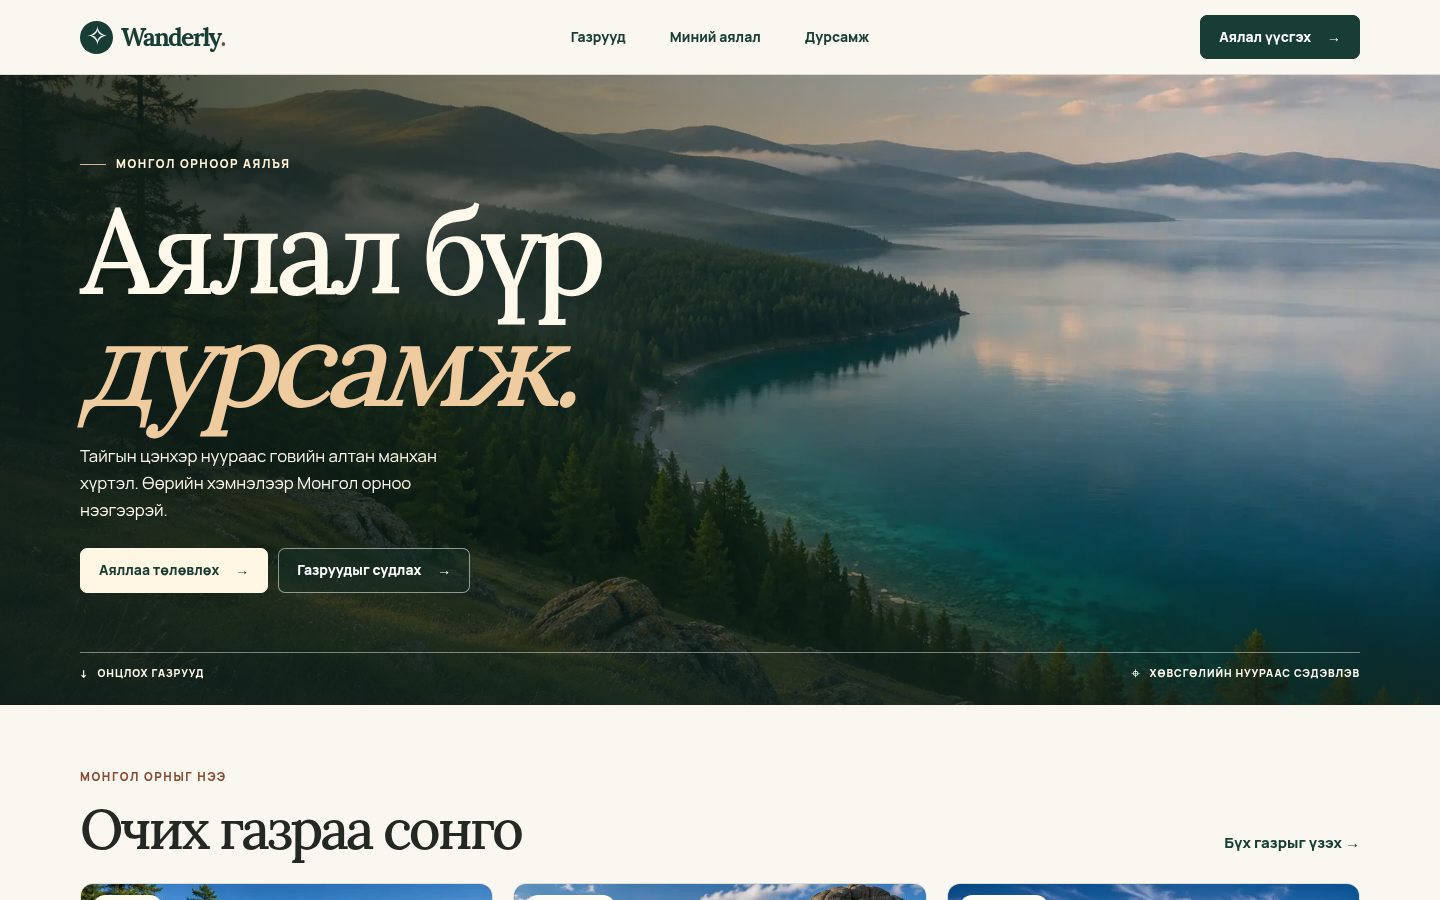 Wanderly.
Газрууд
Миний аялал
Дурсамж
Аялал үүсгэх →
МОНГОЛ ОРНООР АЯЛЬЯ
Аялал бүр
дурсамж.
Тайгын цэнхэр нуураас говийн алтан манхан
хүртэл. Өөрийн хэмнэлээр Монгол орноо
нээгээрэй.
Аяллаа төлөвлөх →
Газруудыг судлах →
↓ ОНЦЛОХ ГАЗРУУД
⌖ ХӨВСГӨЛИЙН НУУРААС СЭДЭВЛЭВ
МОНГОЛ ОРНЫГ НЭЭ
Очих газраа сонго
Бүх газрыг үзэх →